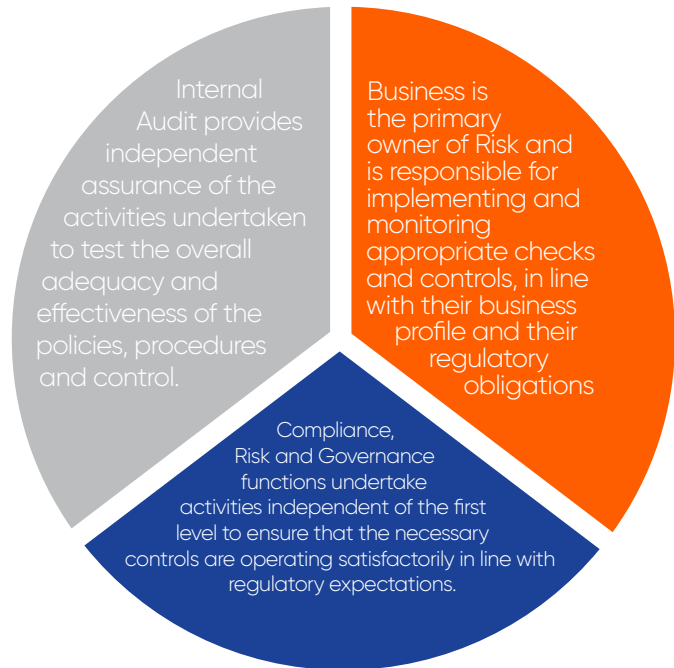 Internal
Audit provides
independent
assurance of the
activities undertaken
to test the overall
adequacy and
effectiveness of the
policies, procedures
and control.
Business is
the primary
owner of Risk and
is responsible for
implementing and
monitoring
appropriate checks
and controls, in line
with their business
profile and their
regulatory
obligations
Compliance,
Risk and Governance
functions undertake
activities independent of the first
level to ensure that the necessary
controls are operating satisfactorily in line with
regulatory expectations.